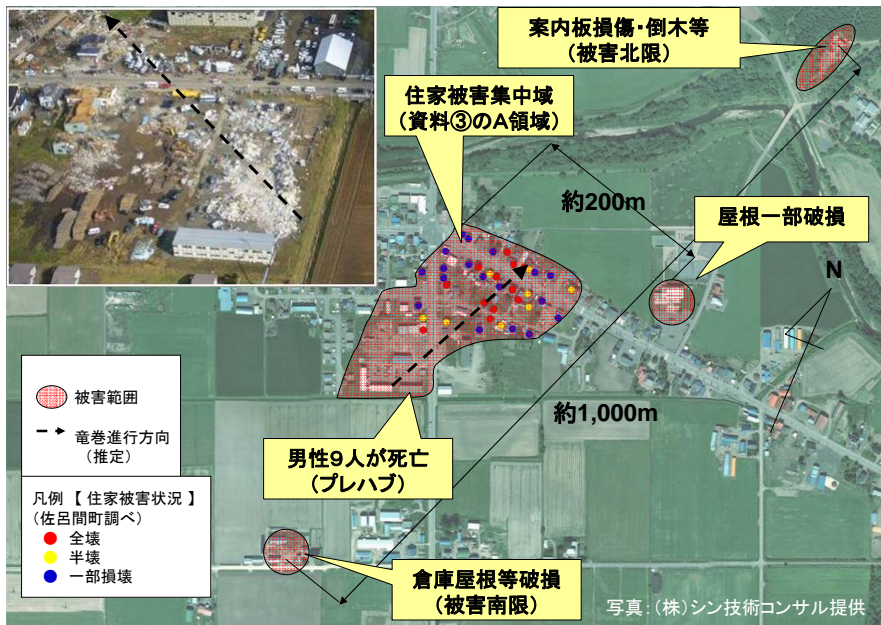 案内板損傷・倒木等
(被害北限)
住家被害集中域
(資料③のA領域)
約200m
屋根一部破損
N
被害範囲
竜巻進行方向
(推定)
約1,000m
男性9人が死亡
(プレハブ)
凡例 【 住家被害状況 】
(佐呂間町調べ)
全壊
半壊
一部損壊
倉庫屋根等破損
(被害南限)
写真:(株)シン技術コンサル提供